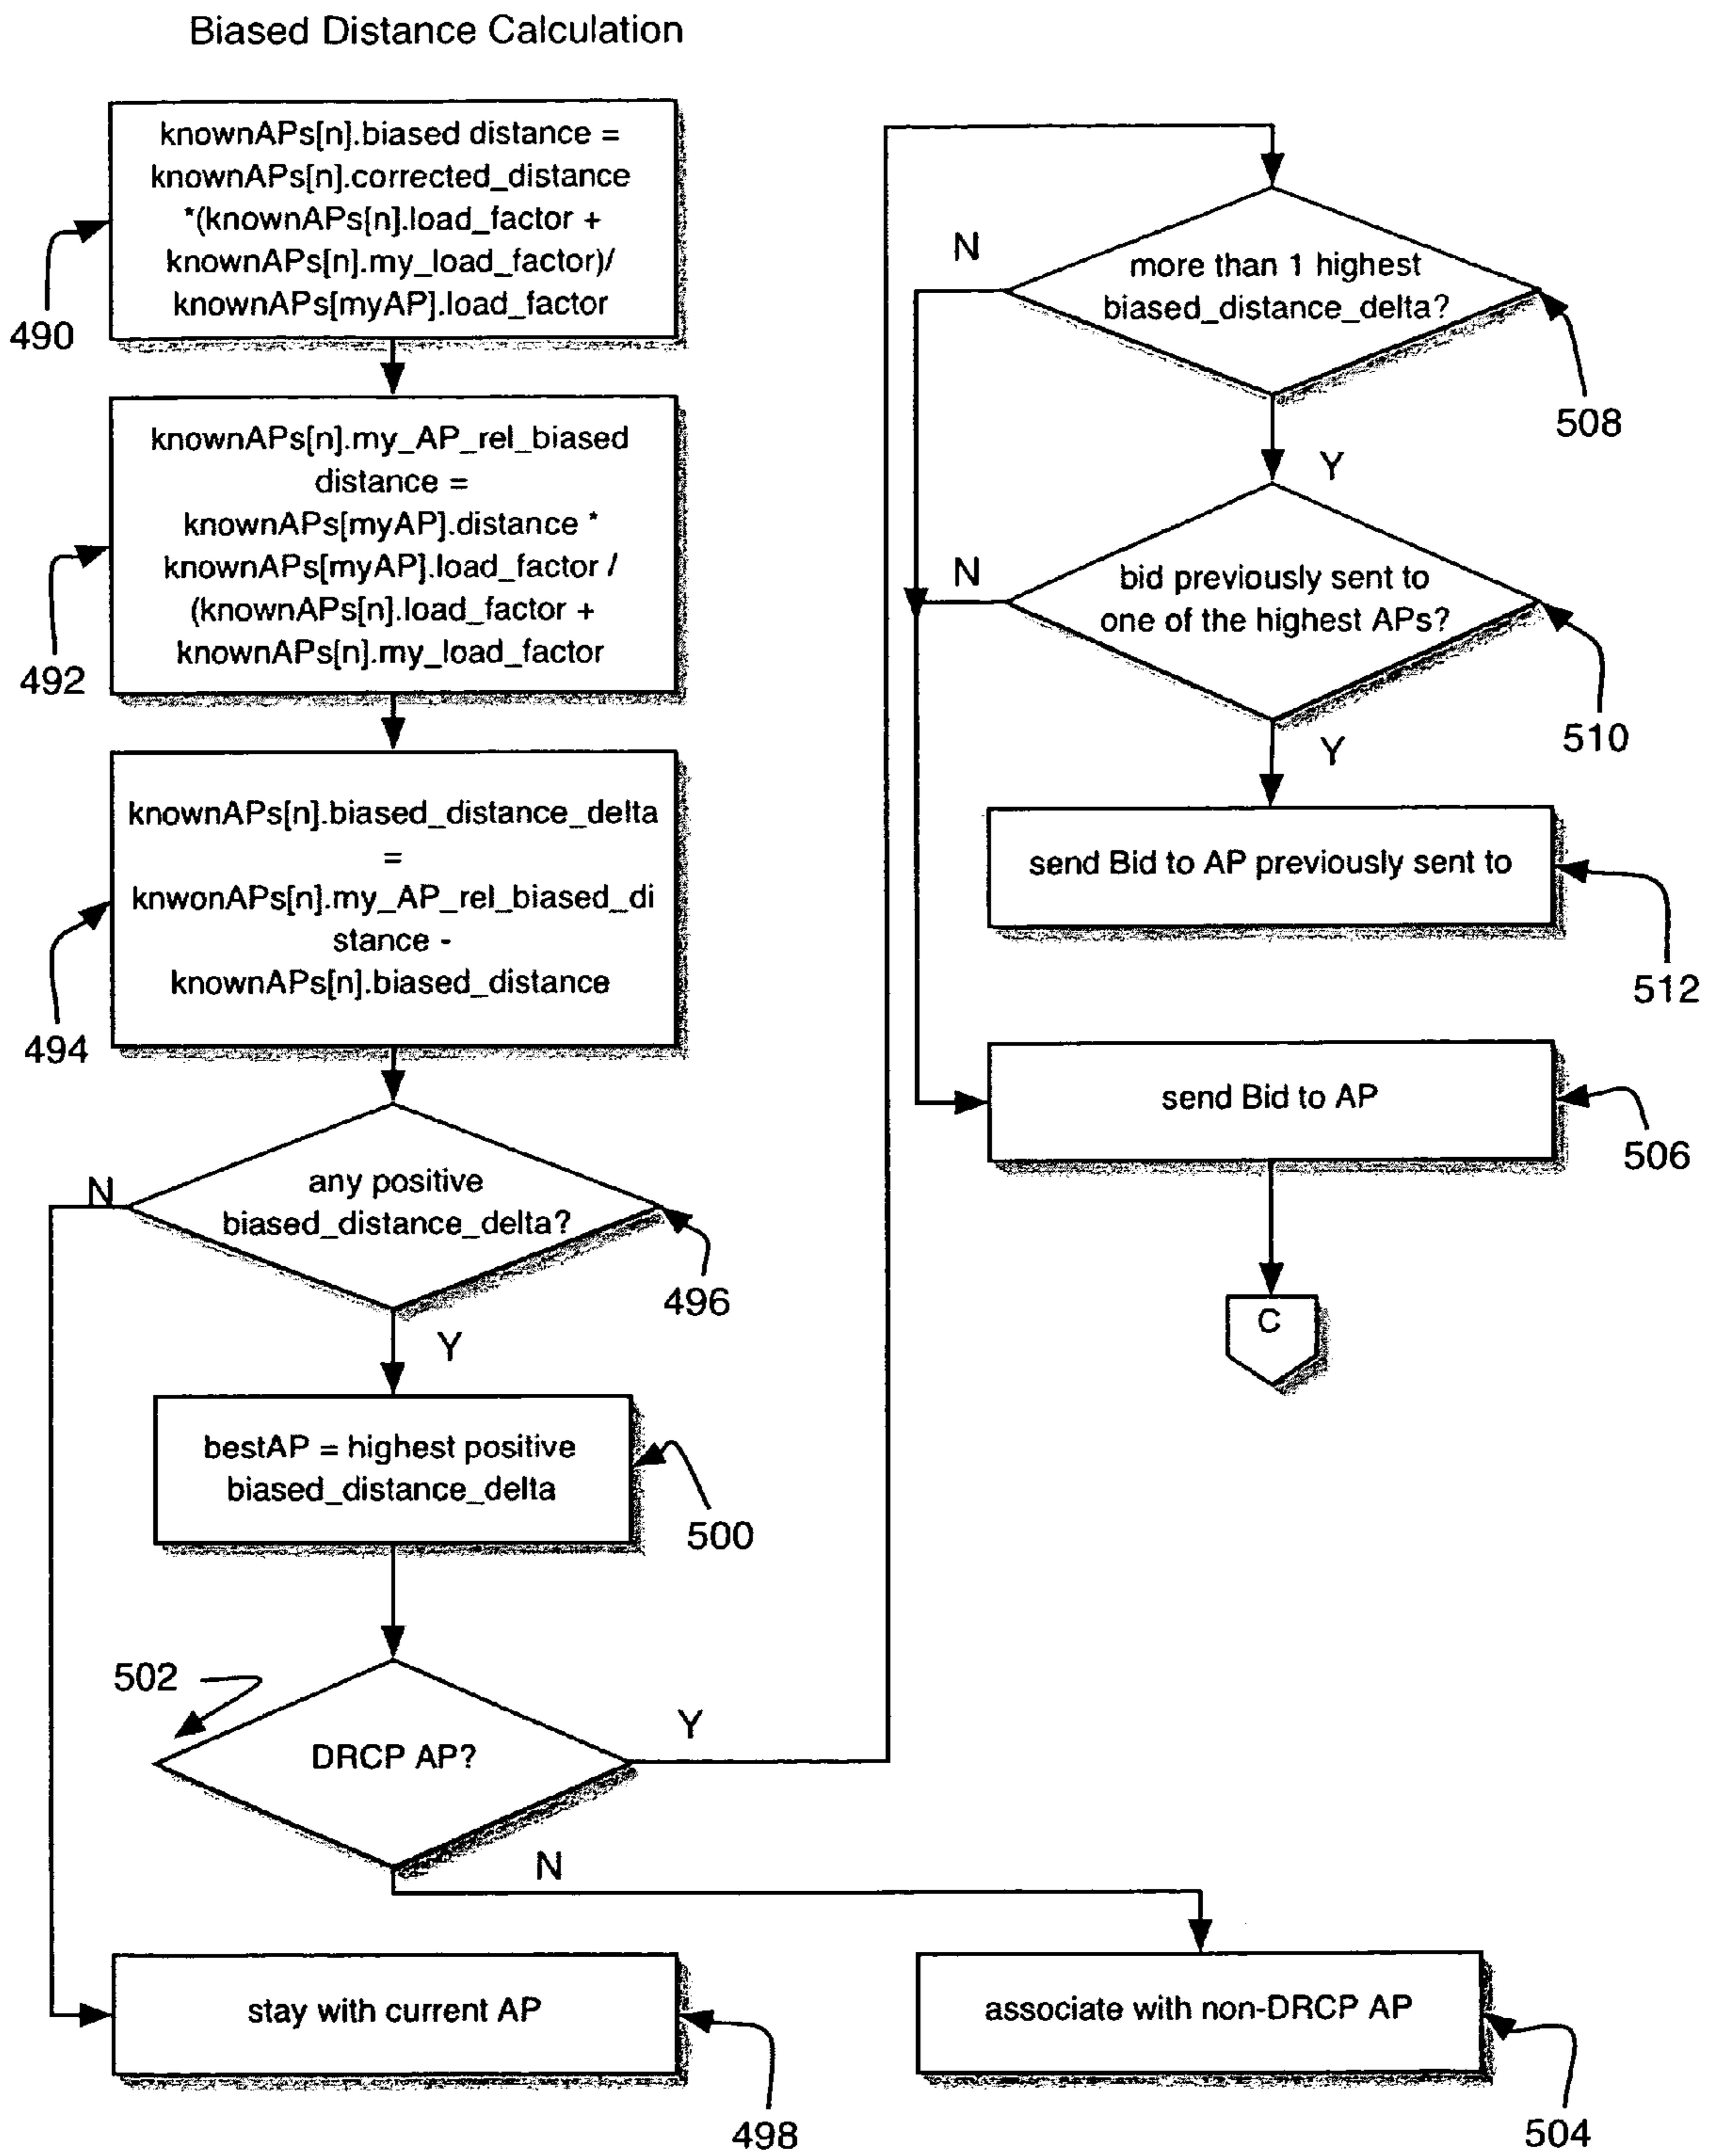 Biased Distance Calculation
knownAPs[n].biased distance =
knownAPs[n].corrected_distance
*(knownAPs[n].load_factor +
knownAPs[n].my_load_factor)/
knownAPs[myAP].load_factor
490
knownAPs[n].my_AP_rel_biased
distance =
knownAPs[myAP].distance *
knownAPs[myAP].load_factor /
(knownAPs[n].load_factor +
knownAPs[n].my_load_factor
492
knownAPs[n].biased_distance_delta
=
knwonAPs[n].my_AP_rel_biased_di
stance -
knownAPs[n].biased_distance
494
any positive
biased_distance_delta?
N
496
Y
bestAP = highest positive
biased_distance_delta
500
502
DRCP AP?
Y
N
stay with current AP
498
associate with non-DRCP AP
504
more than 1 highest
biased_distance_delta?
N
508
Y
bid previously sent to
one of the highest APs?
N
510
Y
send Bid to AP previously sent to
512
send Bid to AP
506
C